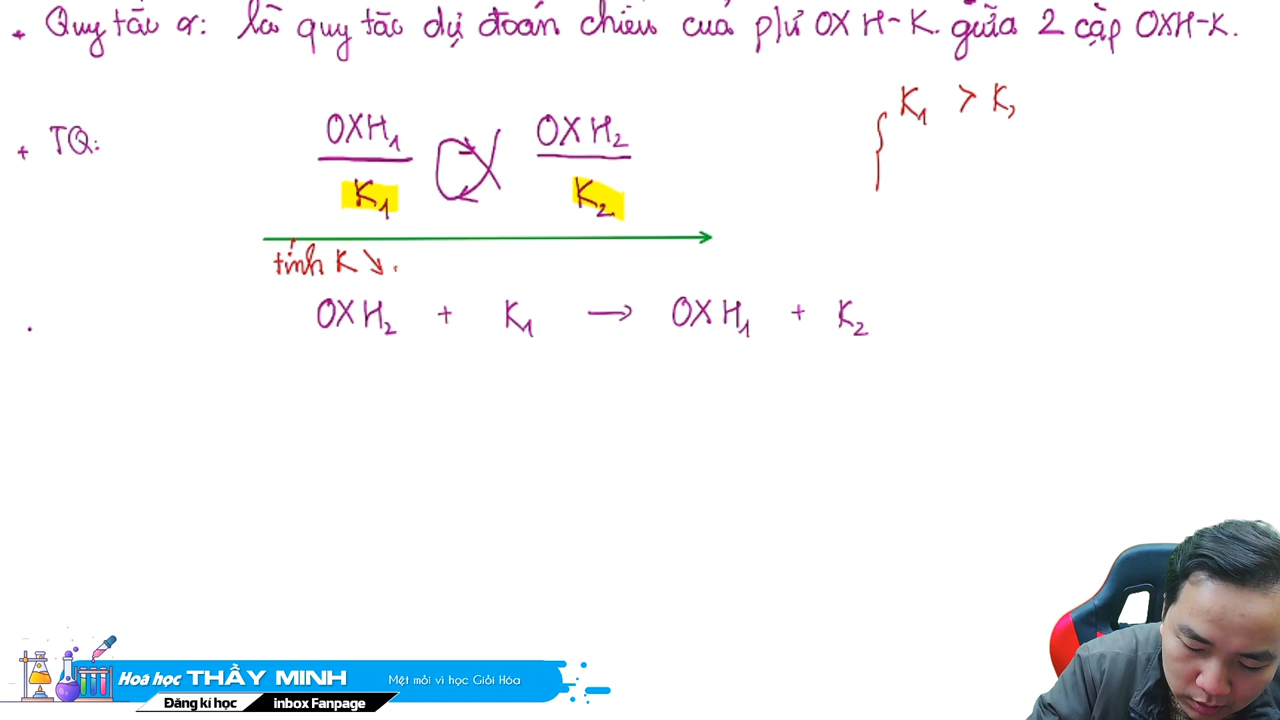 + Quy tắc α: là quy tắc dự đoán chiều của p/ư OXH-K. giữa 2 cặp OXH-K.
+ TQ:
OXH₁ OXH₂
K₁ K₂
K₁ > K₂
tính K ↘.
OXH₂ + K₁ → OXH₁ + K₂
Hoá học THẦY MINH
Mệt mỏi vì học Giỏi Hóa
Đăng kí học inbox Fanpage